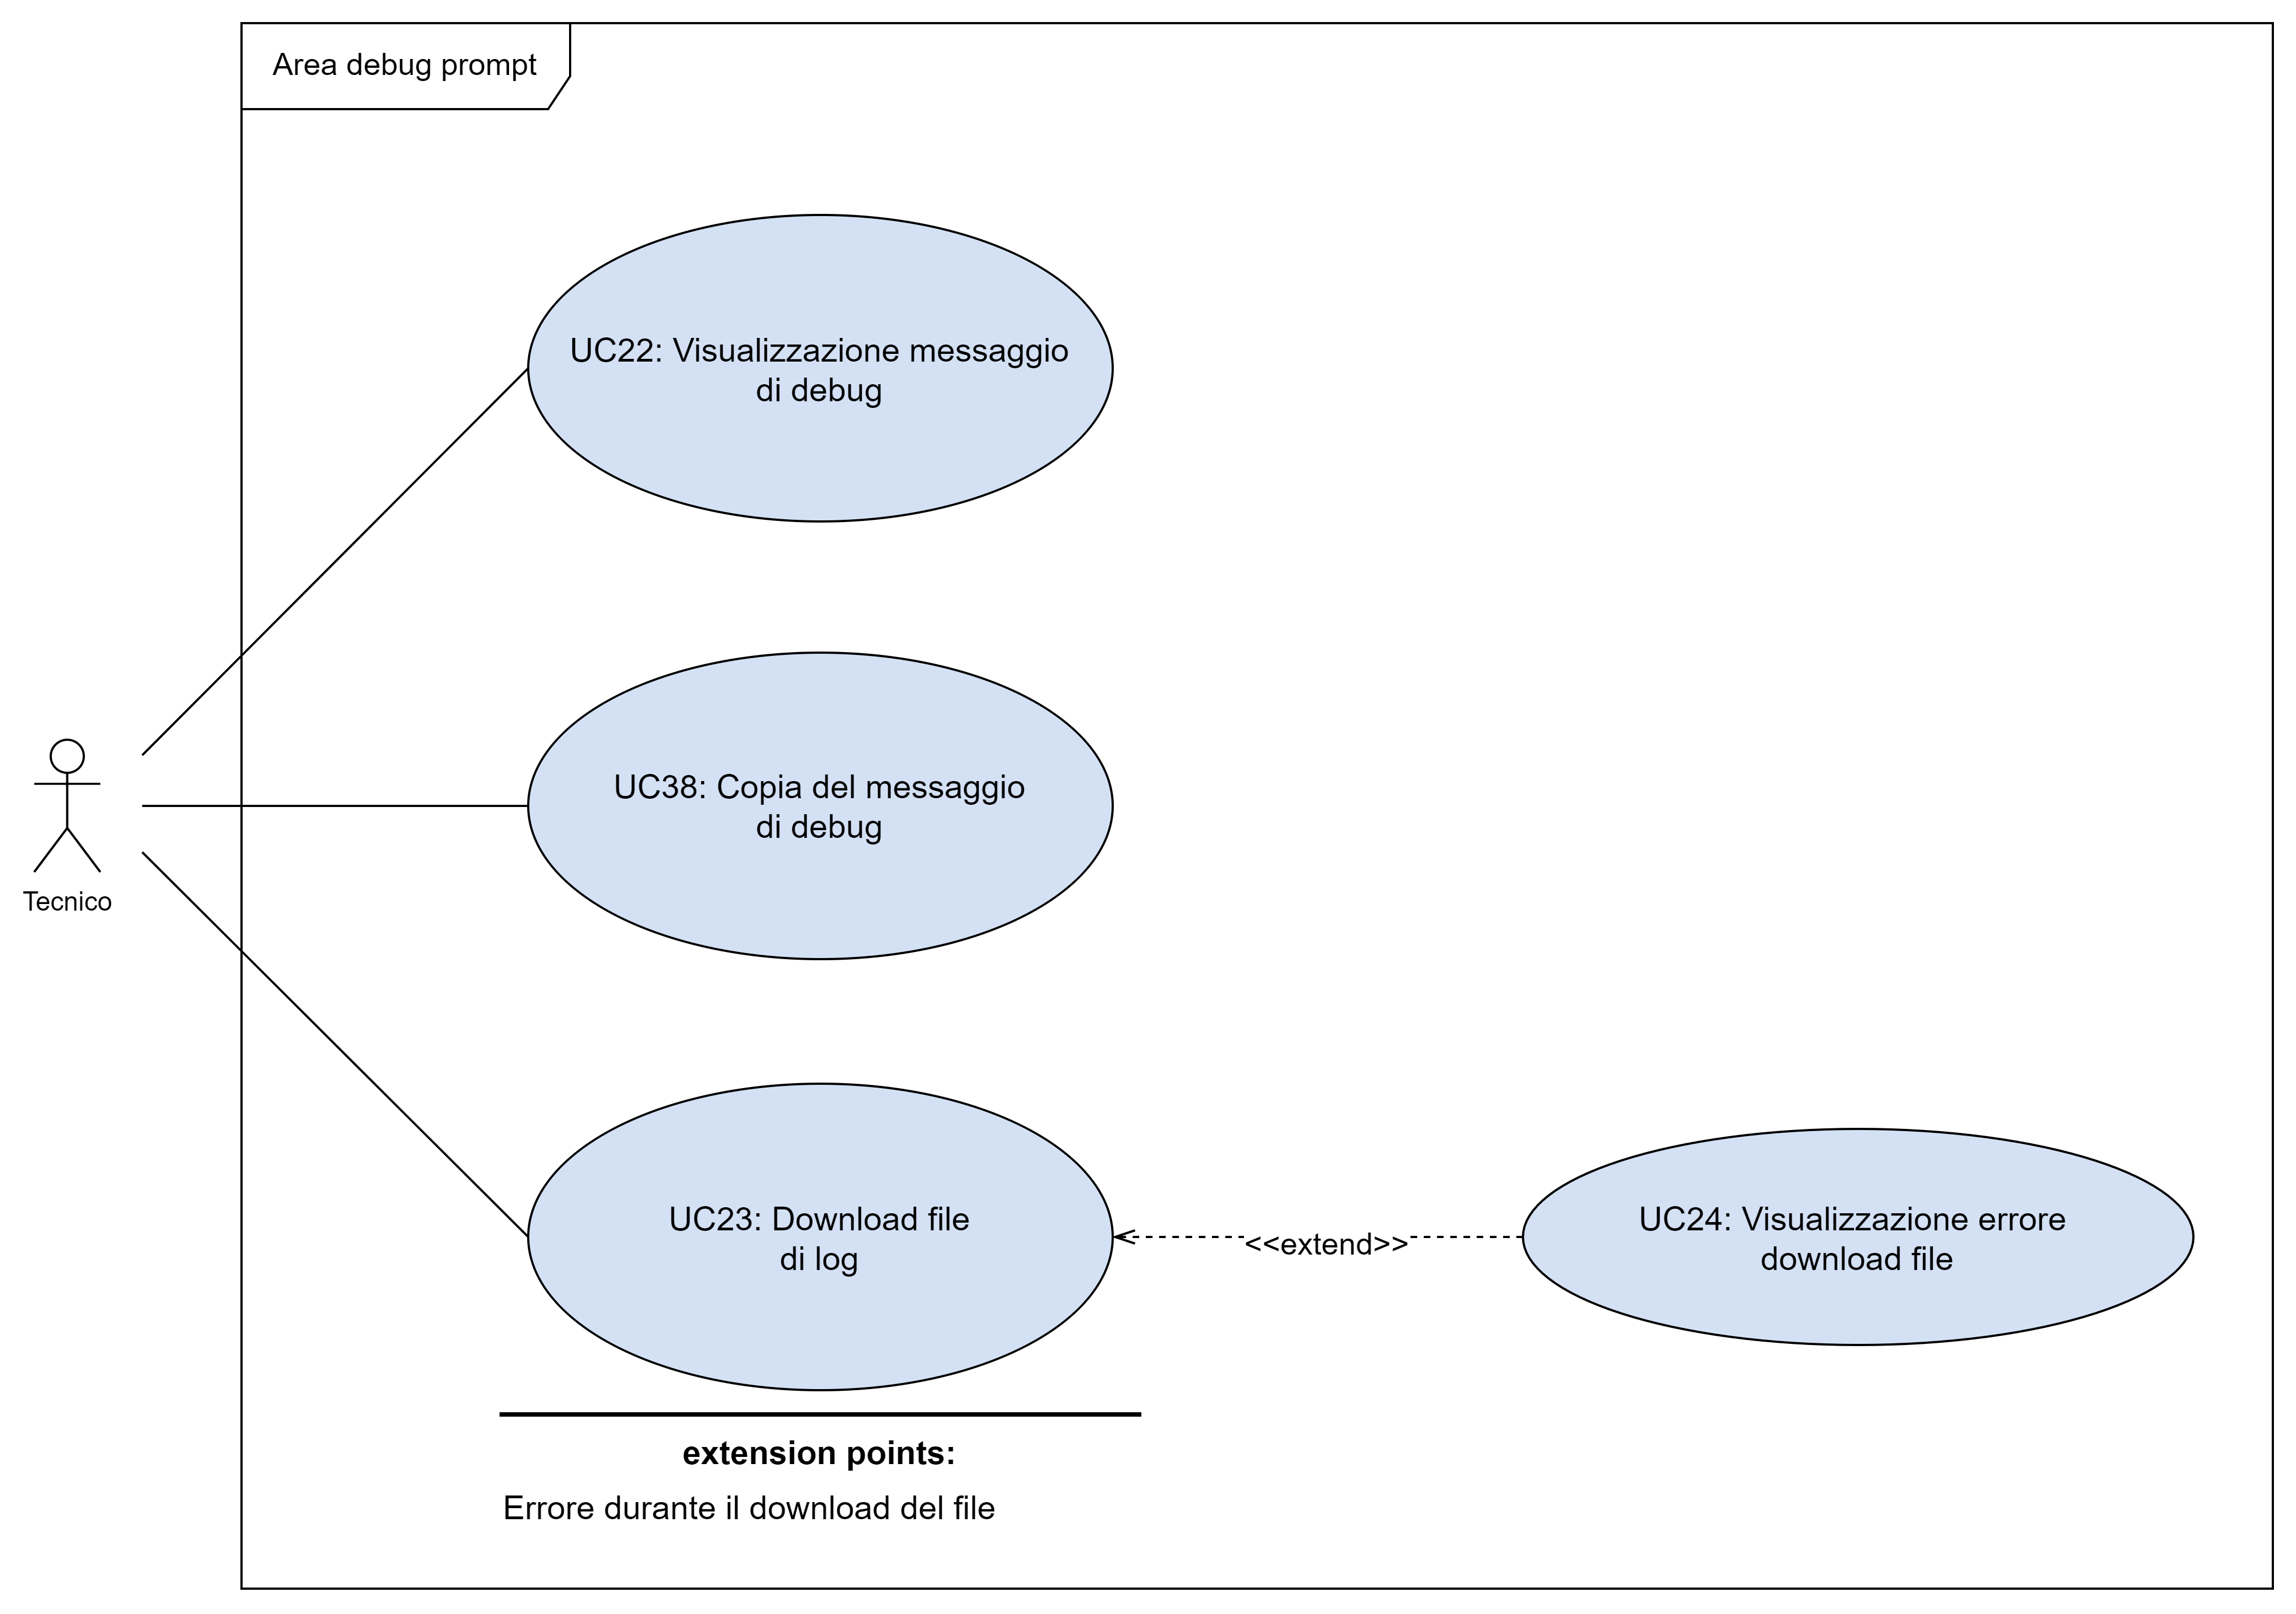 Area debug prompt
UC22: Visualizzazione messaggio
di debug
UC38: Copia del messaggio
di debug
Tecnico
UC23: Download file
di log
<<extend>>
UC24: Visualizzazione errore
download file
extension points:
Errore durante il download del file